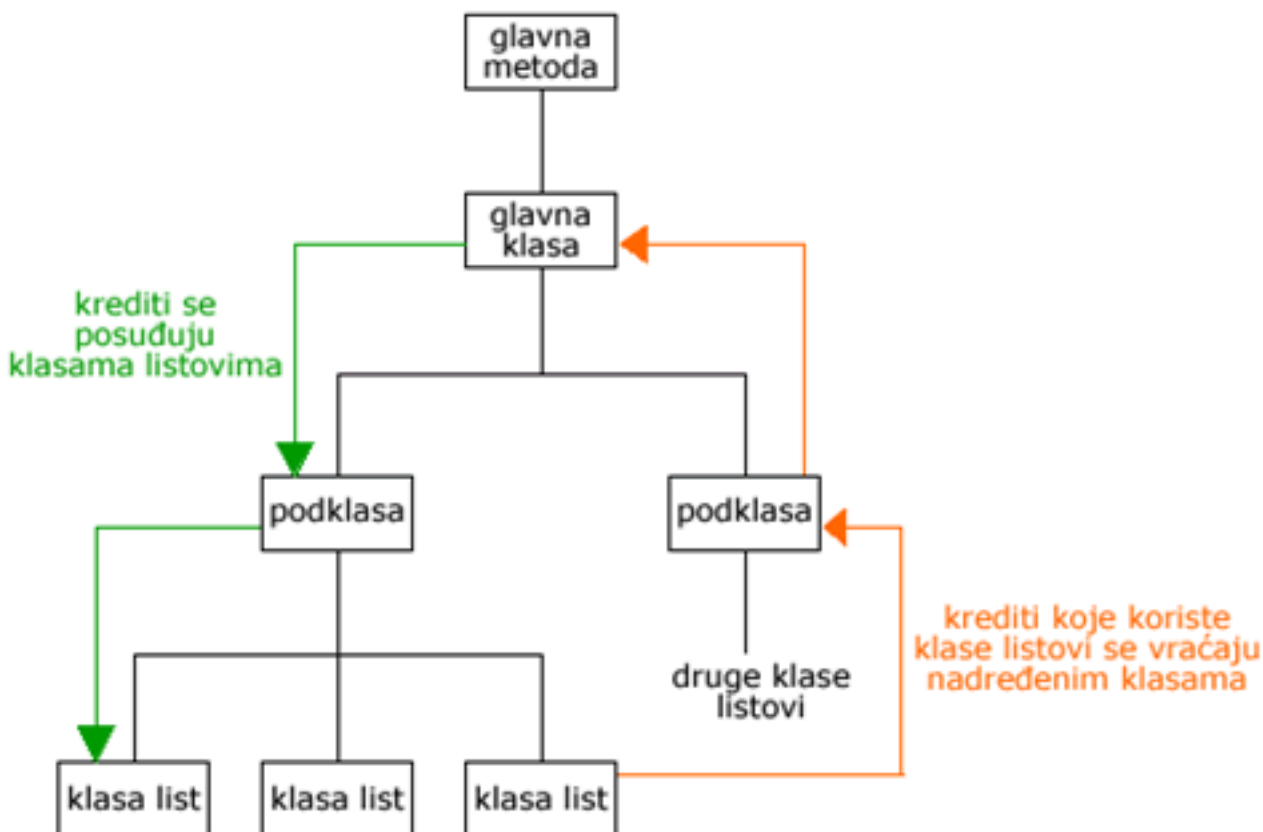 glavna
metoda
glavna
klasa
krediti se
posuđuju
klasama listovima
podklasa
podklasa
krediti koje koriste
klase listovi se vraćaju
nadređenim klasama
druge klase
listovi
klasa list
klasa list
klasa list